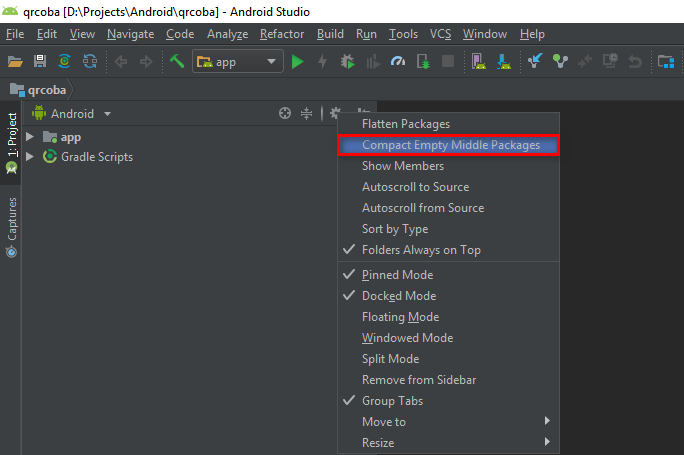 qrcoba [D:\Projects\Android\qrcoba] - Android Studio
File Edit View Navigate Code Analyze Refactor Build Run Tools VCS Window Help
app
qrcoba
Android
1: Project
Captures
app
Gradle Scripts
Flatten Packages
Compact Empty Middle Packages
Show Members
Autoscroll to Source
Autoscroll from Source
Sort by Type
Folders Always on Top
Pinned Mode
Docked Mode
Floating Mode
Windowed Mode
Split Mode
Remove from Sidebar
Group Tabs
Move to
Resize